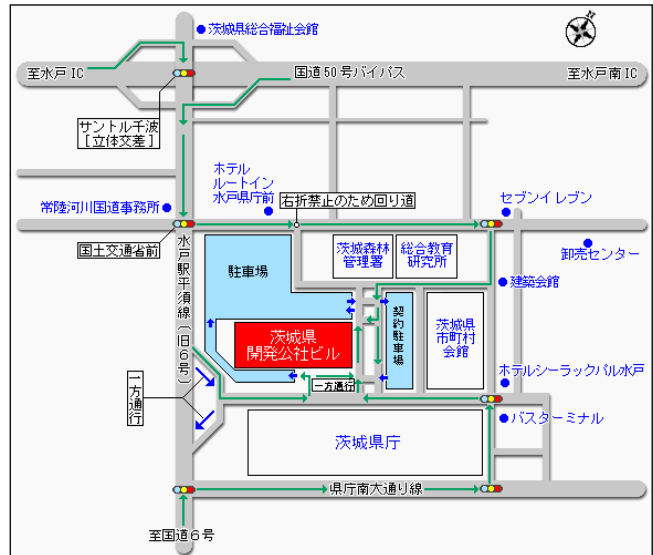 茨城県総合福祉会館
N
至水戸IC
国道50号バイパス
至水戸南IC
サントル千波
[立体交差]
ホテル
ルートイン
水戸県庁前
右折禁止のため回り道
セブンイレブン
常陸河川国道事務所
国土交通省前
卸売センター
水戸駅平須線(旧6号)
駐車場
茨城森林
管理署
総合教育
研究所
建築会館
契約駐車場
茨城県
市町村
会館
茨城県
開発公社ビル
一方通行
一方通行
ホテルシーラックパル水戸
バスターミナル
茨城県庁
県庁南大通り線
至国道6号